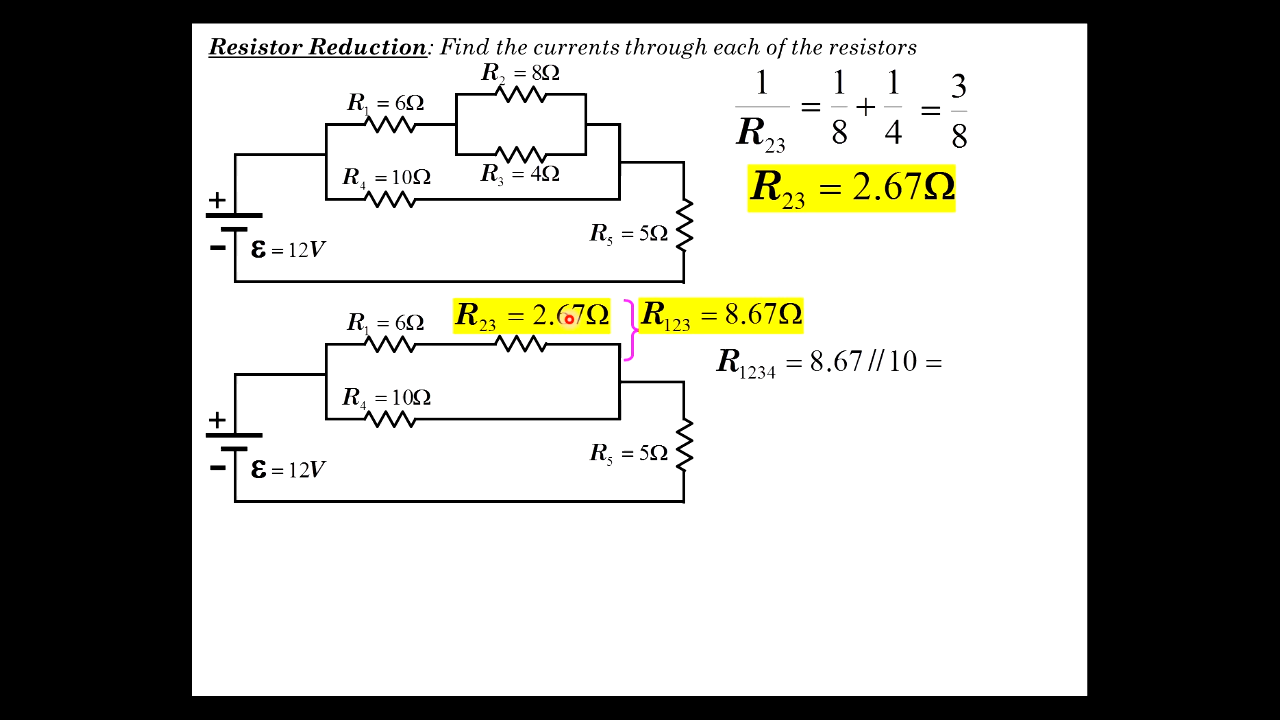 Resistor Reduction: Find the currents through each of the resistors
R₂ = 8Ω
R₁ = 6Ω
R₃ = 4Ω
R₄ = 10Ω
+
-
ε = 12V
R₅ = 5Ω
1/R₂₃ = 1/8 + 1/4 = 3/8
R₂₃ = 2.67Ω
R₁ = 6Ω
R₂₃ = 2.67Ω } R₁₂₃ = 8.67Ω
R₁₂₃₄ = 8.67 // 10 =
R₄ = 10Ω
+
-
ε = 12V
R₅ = 5Ω